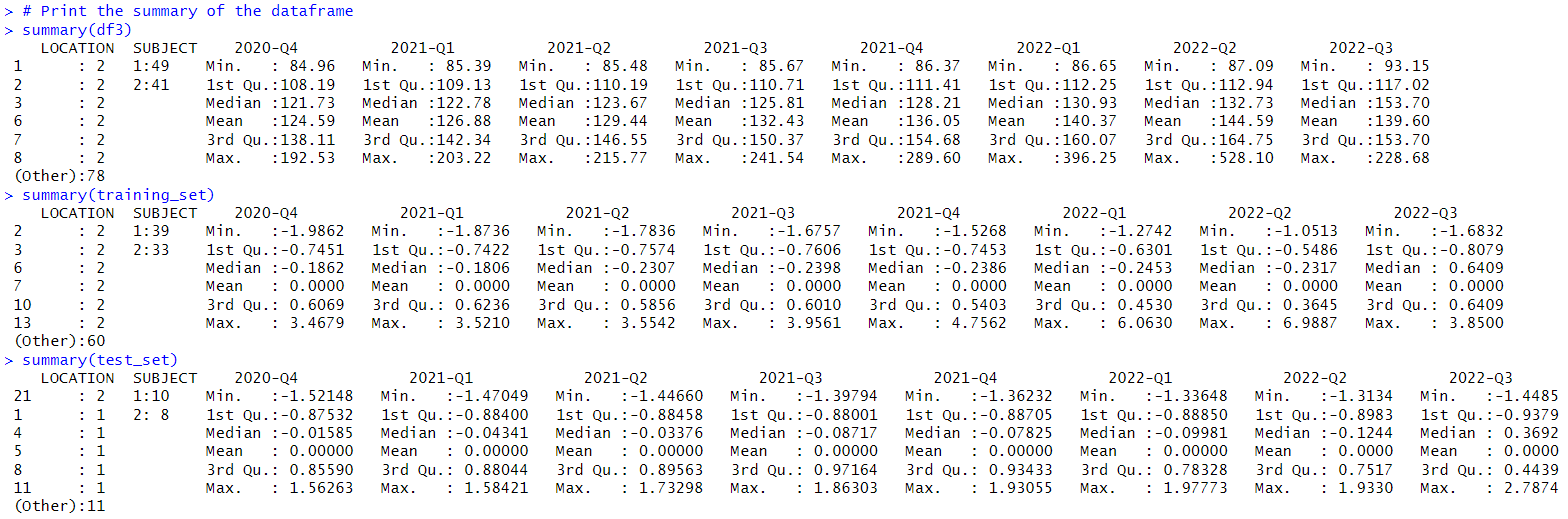 > # Print the summary of the dataframe
> summary(df3)
LOCATION SUBJECT 2020-Q4 2021-Q1 2021-Q2 2021-Q3 2021-Q4 2022-Q1 2022-Q2 2022-Q3
1 : 2 1:49 Min. : 84.96 Min. : 85.39 Min. : 85.48 Min. : 85.67 Min. : 86.37 Min. : 86.65 Min. : 87.09 Min. : 93.15
2 : 2 2:41 1st Qu.:108.19 1st Qu.:109.13 1st Qu.:110.19 1st Qu.:110.71 1st Qu.:111.41 1st Qu.:112.25 1st Qu.:112.94 1st Qu.:117.02
3 : 2 Median :121.73 Median :122.78 Median :123.67 Median :125.81 Median :128.21 Median :130.93 Median :132.73 Median :153.70
6 : 2 Mean :124.59 Mean :126.88 Mean :129.44 Mean :132.43 Mean :136.05 Mean :140.37 Mean :144.59 Mean :139.60
7 : 2 3rd Qu.:138.11 3rd Qu.:142.34 3rd Qu.:146.55 3rd Qu.:150.37 3rd Qu.:154.68 3rd Qu.:160.07 3rd Qu.:164.75 3rd Qu.:153.70
8 : 2 Max. :192.53 Max. :203.22 Max. :215.77 Max. :241.54 Max. :289.60 Max. :396.25 Max. :528.10 Max. :228.68
(Other):78
> summary(training_set)
LOCATION SUBJECT 2020-Q4 2021-Q1 2021-Q2 2021-Q3 2021-Q4 2022-Q1 2022-Q2 2022-Q3
2 : 2 1:39 Min. :-1.9862 Min. :-1.8736 Min. :-1.7836 Min. :-1.6757 Min. :-1.5268 Min. :-1.2742 Min. :-1.0513 Min. :-1.6832
3 : 2 2:33 1st Qu.:-0.7451 1st Qu.:-0.7422 1st Qu.:-0.7574 1st Qu.:-0.7606 1st Qu.:-0.7453 1st Qu.:-0.6301 1st Qu.:-0.5486 1st Qu.:-0.8079
6 : 2 Median :-0.1862 Median :-0.1806 Median :-0.2307 Median :-0.2398 Median :-0.2386 Median :-0.2453 Median :-0.2317 Median : 0.6409
7 : 2 Mean : 0.0000 Mean : 0.0000 Mean : 0.0000 Mean : 0.0000 Mean : 0.0000 Mean : 0.0000 Mean : 0.0000 Mean : 0.0000
10 : 2 3rd Qu.: 0.6069 3rd Qu.: 0.6236 3rd Qu.: 0.5856 3rd Qu.: 0.6010 3rd Qu.: 0.5403 3rd Qu.: 0.4530 3rd Qu.: 0.3645 3rd Qu.: 0.6409
13 : 2 Max. : 3.4679 Max. : 3.5210 Max. : 3.5542 Max. : 3.9561 Max. : 4.7562 Max. : 6.0630 Max. : 6.9887 Max. : 3.8500
(Other):60
> summary(test_set)
LOCATION SUBJECT 2020-Q4 2021-Q1 2021-Q2 2021-Q3 2021-Q4 2022-Q1 2022-Q2 2022-Q3
21 : 2 1:10 Min. :-1.52148 Min. :-1.47049 Min. :-1.44660 Min. :-1.39794 Min. :-1.36232 Min. :-1.33648 Min. :-1.3134 Min. :-1.4485
1 : 1 2: 8 1st Qu.:-0.87532 1st Qu.:-0.88400 1st Qu.:-0.88458 1st Qu.:-0.88001 1st Qu.:-0.88705 1st Qu.:-0.88850 1st Qu.:-0.8983 1st Qu.:-0.9379
4 : 1 Median :-0.01585 Median :-0.04341 Median :-0.03376 Median :-0.08717 Median :-0.07825 Median :-0.09981 Median :-0.1244 Median : 0.3692
5 : 1 Mean : 0.00000 Mean : 0.00000 Mean : 0.00000 Mean : 0.00000 Mean : 0.00000 Mean : 0.00000 Mean : 0.0000 Mean : 0.0000
8 : 1 3rd Qu.: 0.85590 3rd Qu.: 0.88044 3rd Qu.: 0.89563 3rd Qu.: 0.97164 3rd Qu.: 0.93433 3rd Qu.: 0.78328 3rd Qu.: 0.7517 3rd Qu.: 0.4439
11 : 1 Max. : 1.56263 Max. : 1.58421 Max. : 1.73298 Max. : 1.86303 Max. : 1.93055 Max. : 1.97773 Max. : 1.9330 Max. : 2.7874
(Other):11